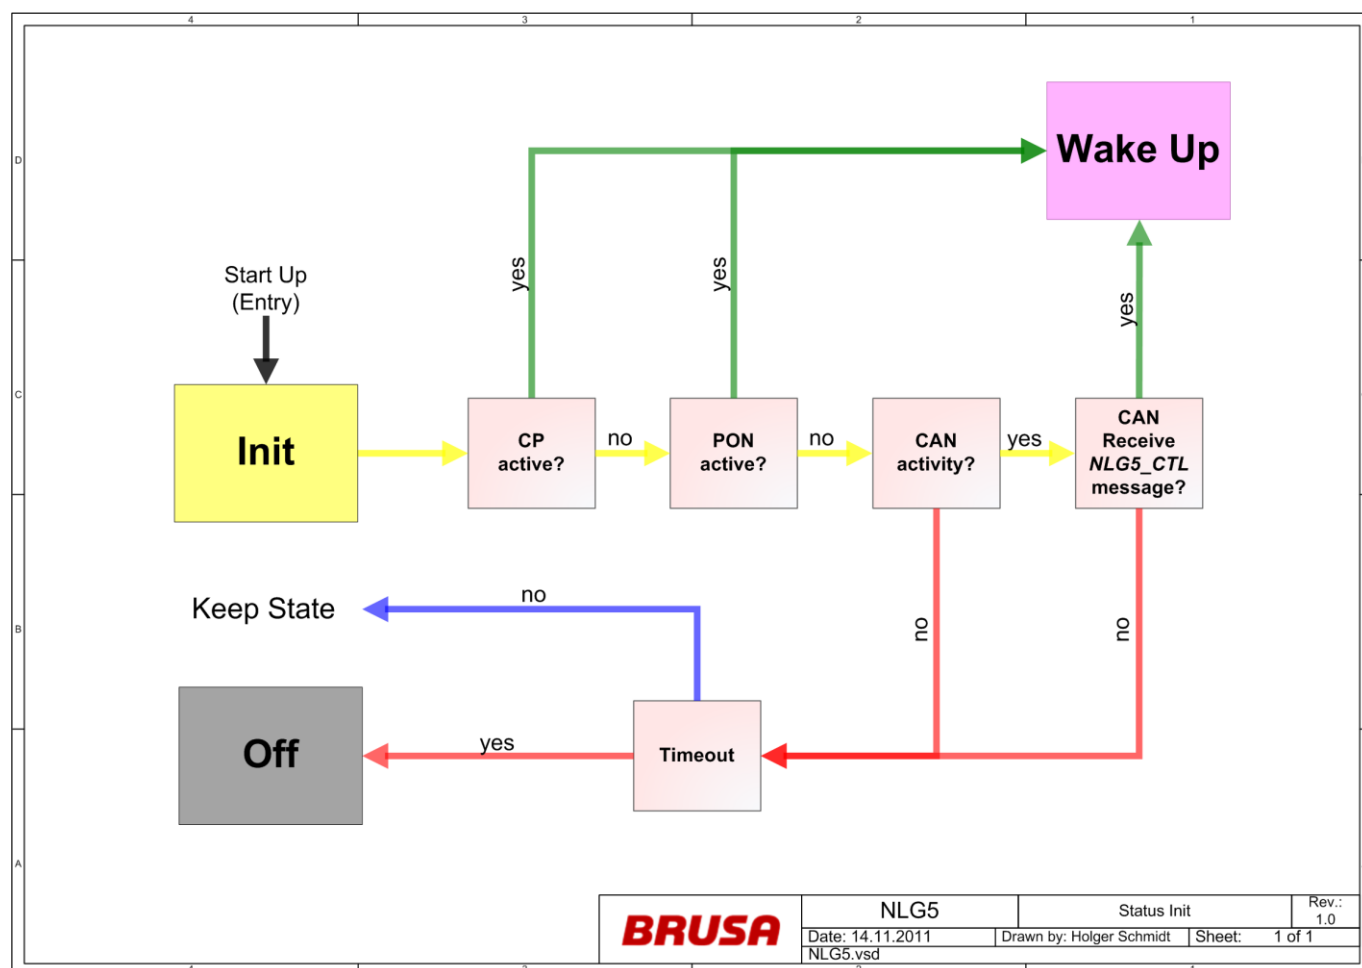 4
3
2
1
D
Wake Up
yes
yes
yes
Start Up
(Entry)
C
Init
CP
active?
no
PON
active?
no
CAN
activity?
yes
CAN
Receive
NLG5_CTL
message?
Keep State
no
no
no
B
Off
yes
Timeout
A
BRUSA
NLG5
Status Init
Rev.:
1.0
Date: 14.11.2011
Drawn by: Holger Schmidt
Sheet: 1 of 1
NLG5.vsd